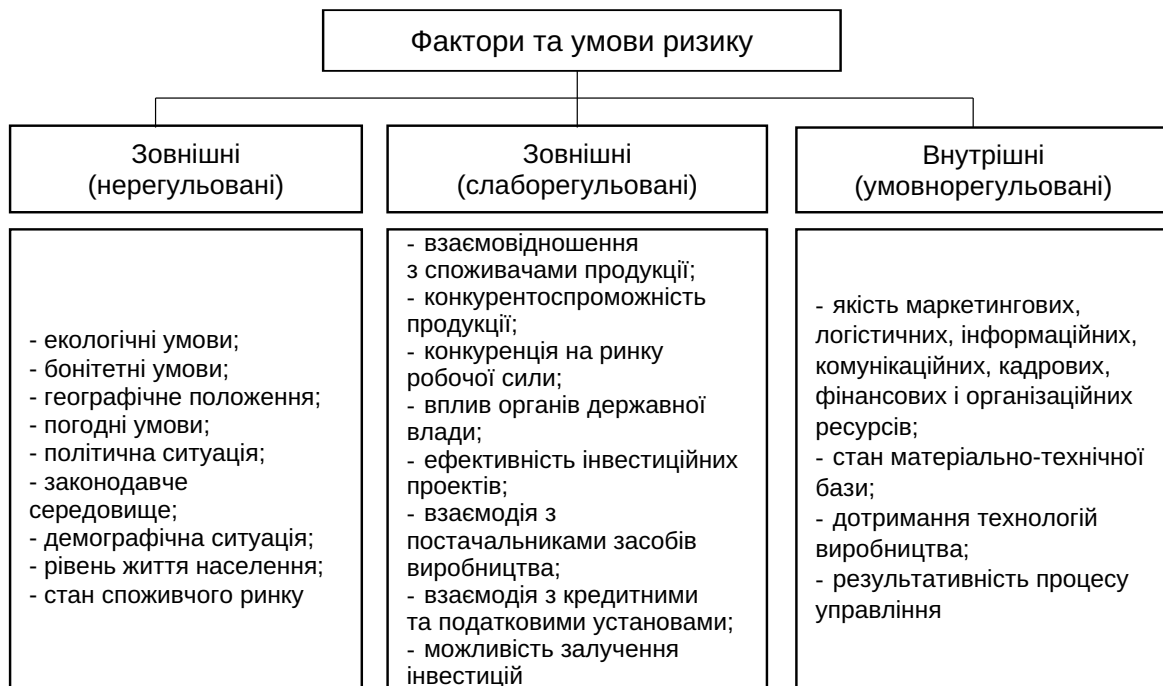 Фактори та умови ризику
Зовнішні
(нерегульовані)
Зовнішні
(слаборегульовані)
Внутрішні
(умовнорегульовані)
- екологічні умови;
- бонітетні умови;
- географічне положення;
- погодні умови;
- політична ситуація;
- законодавче
середовище;
- демографічна ситуація;
- рівень життя населення;
- стан споживчого ринку
- взаємовідношення
з споживачами продукції;
- конкурентоспроможність
продукції;
- конкуренція на ринку
робочої сили;
- вплив органів державної
влади;
- ефективність інвестиційних
проектів;
- взаємодія з
постачальниками засобів
виробництва;
- взаємодія з кредитними
та податковими установами;
- можливість залучення
інвестицій
- якість маркетингових,
логістичних, інформаційних,
комунікаційних, кадрових,
фінансових і організаційних
ресурсів;
- стан матеріально-технічної
бази;
- дотримання технологій
виробництва;
- результативність процесу
управління